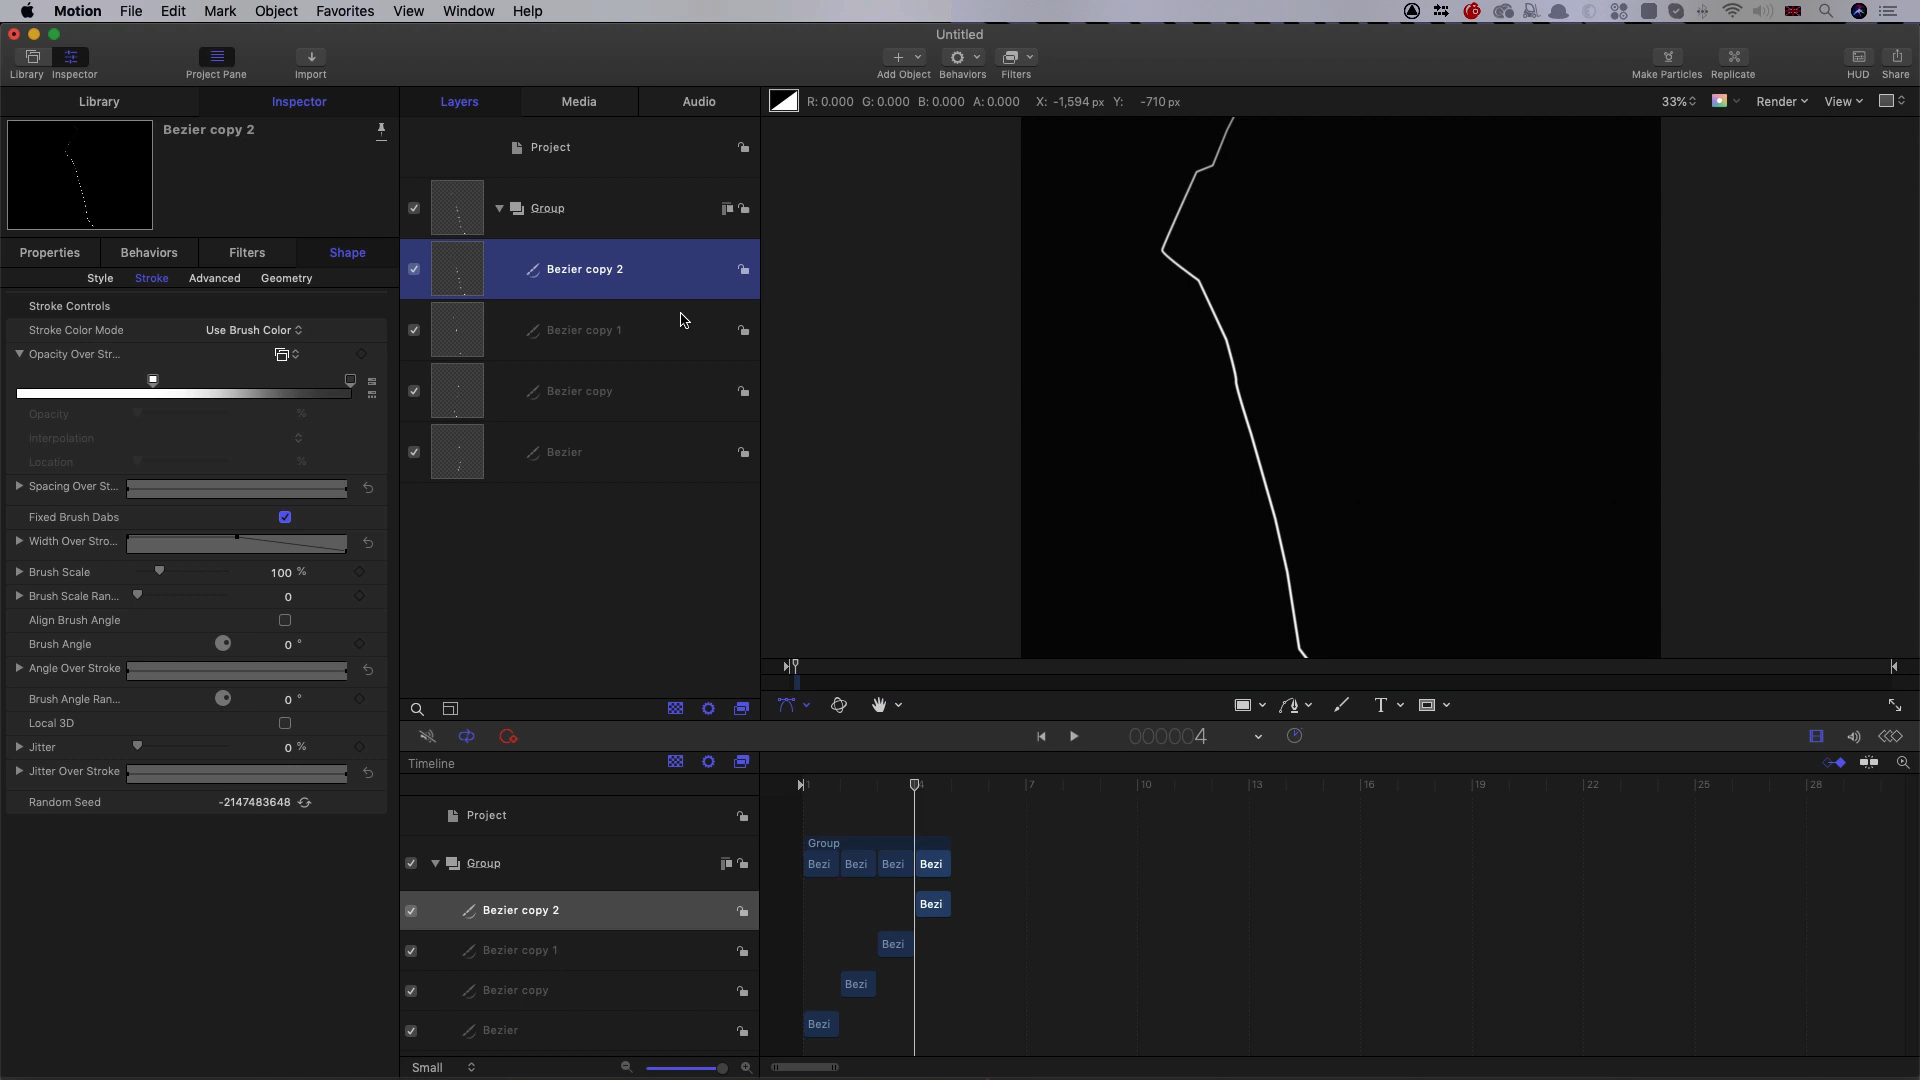 Motion File Edit Mark Object Favorites View Window Help
Untitled
Library Inspector Project Pane Import Add Object Behaviors Filters Make Particles Replicate HUD Share
Library Inspector Layers Media Audio R: 0.000 G: 0.000 B: 0.000 A: 0.000 X: -1,594 px Y: -710 px 33% Render View
Bezier copy 2
Project
Group
Bezier copy 2
Bezier copy 1
Bezier copy
Bezier
Properties Behaviors Filters Shape
Style Stroke Advanced Geometry
Stroke Controls
Stroke Color Mode Use Brush Color
Opacity Over Str...
Opacity %
Interpolation
Location %
Spacing Over St...
Fixed Brush Dabs
Width Over Stro...
Brush Scale 100 %
Brush Scale Ran... 0
Align Brush Angle
Brush Angle 0 °
Angle Over Stroke
Brush Angle Ran... 0 °
Local 3D
Jitter 0 %
Jitter Over Stroke
Random Seed -2147483648
T
000004
Timeline
1 4 7 10 13 16 19 22 25 28
Project
Group
Group
Bezi Bezi Bezi Bezi
Bezier copy 2 Bezi
Bezier copy 1 Bezi
Bezier copy Bezi
Bezier Bezi
Small